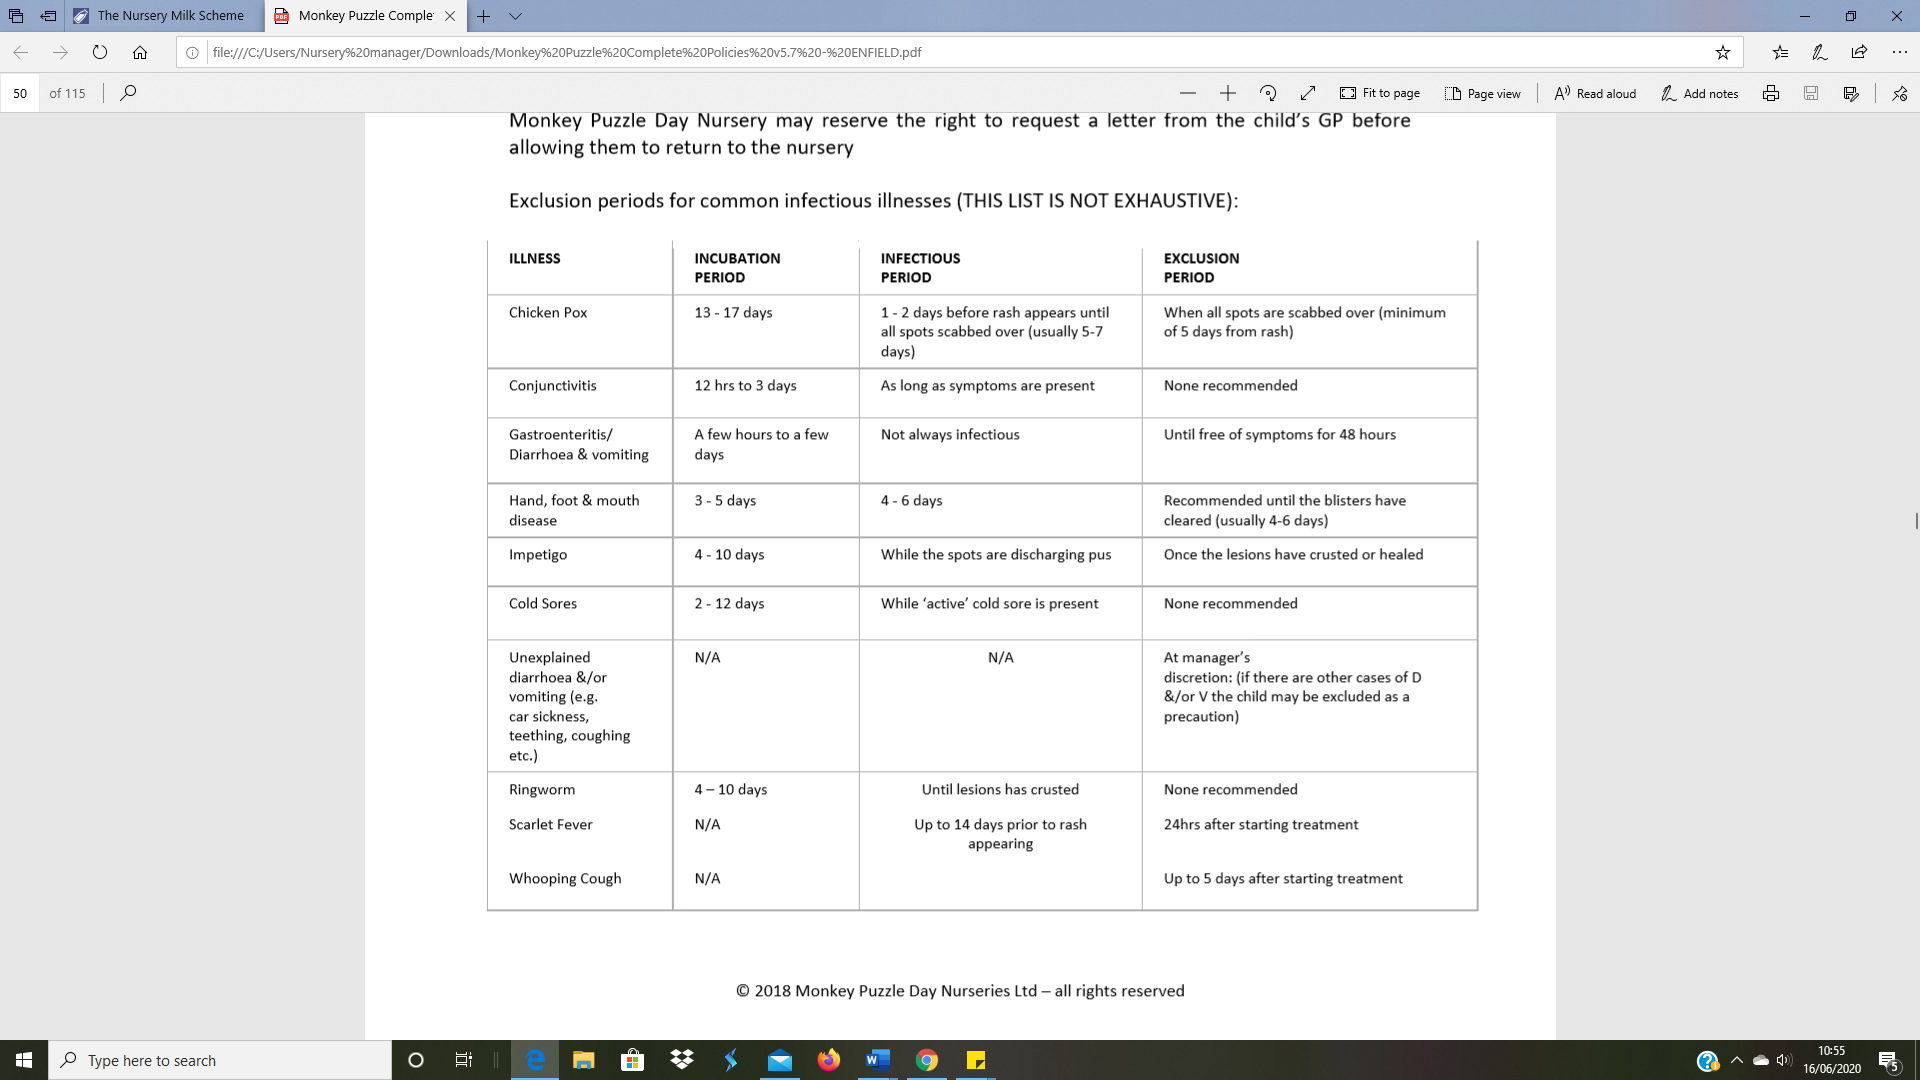 The Nursery Milk Scheme
Monkey Puzzle Comple
file:///C:/Users/Nursery%20manager/Downloads/Monkey%20Puzzle%20Complete%20Policies%20v5.7%20-%20ENFIELD.pdf
50 of 115
Fit to page
Page view
Read aloud
Add notes
Monkey Puzzle Day Nursery may reserve the right to request a letter from the child’s GP before
allowing them to return to the nursery
Exclusion periods for common infectious illnesses (THIS LIST IS NOT EXHAUSTIVE):
ILLNESS
INCUBATION
PERIOD
INFECTIOUS
PERIOD
EXCLUSION
PERIOD
Chicken Pox
13 - 17 days
1 - 2 days before rash appears until
all spots scabbed over (usually 5-7
days)
When all spots are scabbed over (minimum
of 5 days from rash)
Conjunctivitis
12 hrs to 3 days
As long as symptoms are present
None recommended
Gastroenteritis/
Diarrhoea & vomiting
A few hours to a few
days
Not always infectious
Until free of symptoms for 48 hours
Hand, foot & mouth
disease
3 - 5 days
4 - 6 days
Recommended until the blisters have
cleared (usually 4-6 days)
Impetigo
4 - 10 days
While the spots are discharging pus
Once the lesions have crusted or healed
Cold Sores
2 - 12 days
While ‘active’ cold sore is present
None recommended
Unexplained
diarrhoea &/or
vomiting (e.g.
car sickness,
teething, coughing
etc.)
N/A
N/A
At manager’s
discretion: (if there are other cases of D
&/or V the child may be excluded as a
precaution)
Ringworm
4 – 10 days
Until lesions has crusted
None recommended
Scarlet Fever
N/A
Up to 14 days prior to rash
appearing
24hrs after starting treatment
Whooping Cough
N/A
Up to 5 days after starting treatment
© 2018 Monkey Puzzle Day Nurseries Ltd – all rights reserved
Type here to search
10:55
16/06/2020
5